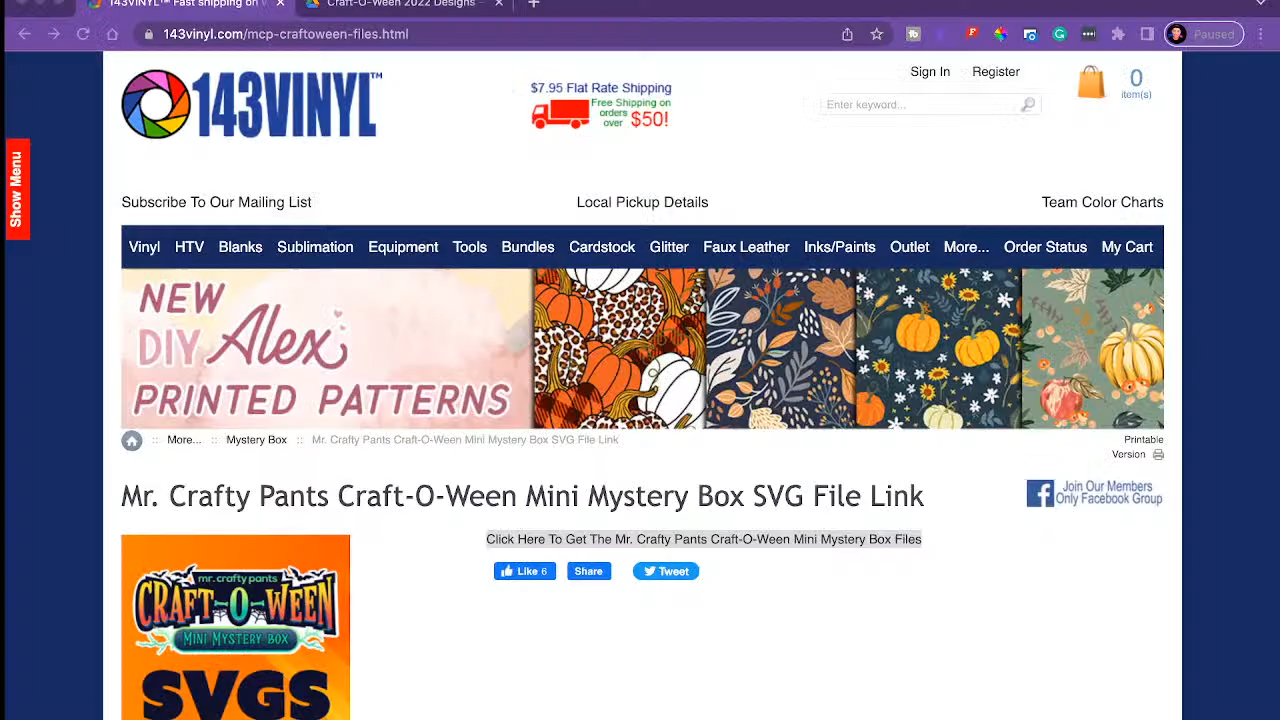 143VINYL™ Fast shipping on
Craft-O-Ween 2022 Designs -
143vinyl.com/mcp-craftoween-files.html
Paused
143VINYL™
$7.95 Flat Rate Shipping
Free Shipping on
orders
over $50!
Sign In Register
0
item(s)
Enter keyword...
Show Menu
Subscribe To Our Mailing List Local Pickup Details Team Color Charts
Vinyl HTV Blanks Sublimation Equipment Tools Bundles Cardstock Glitter Faux Leather Inks/Paints Outlet More... Order Status My Cart
NEW
DIY Alex
PRINTED PATTERNS
More... :: Mystery Box :: Mr. Crafty Pants Craft-O-Ween Mini Mystery Box SVG File Link
Printable
Version
Mr. Crafty Pants Craft-O-Ween Mini Mystery Box SVG File Link
Join Our Members
Only Facebook Group
Click Here To Get The Mr. Crafty Pants Craft-O-Ween Mini Mystery Box Files
Like 6 Share Tweet
mr. crafty pants
CRAFT-O-WEEN
MINI MYSTERY BOX
SVGS